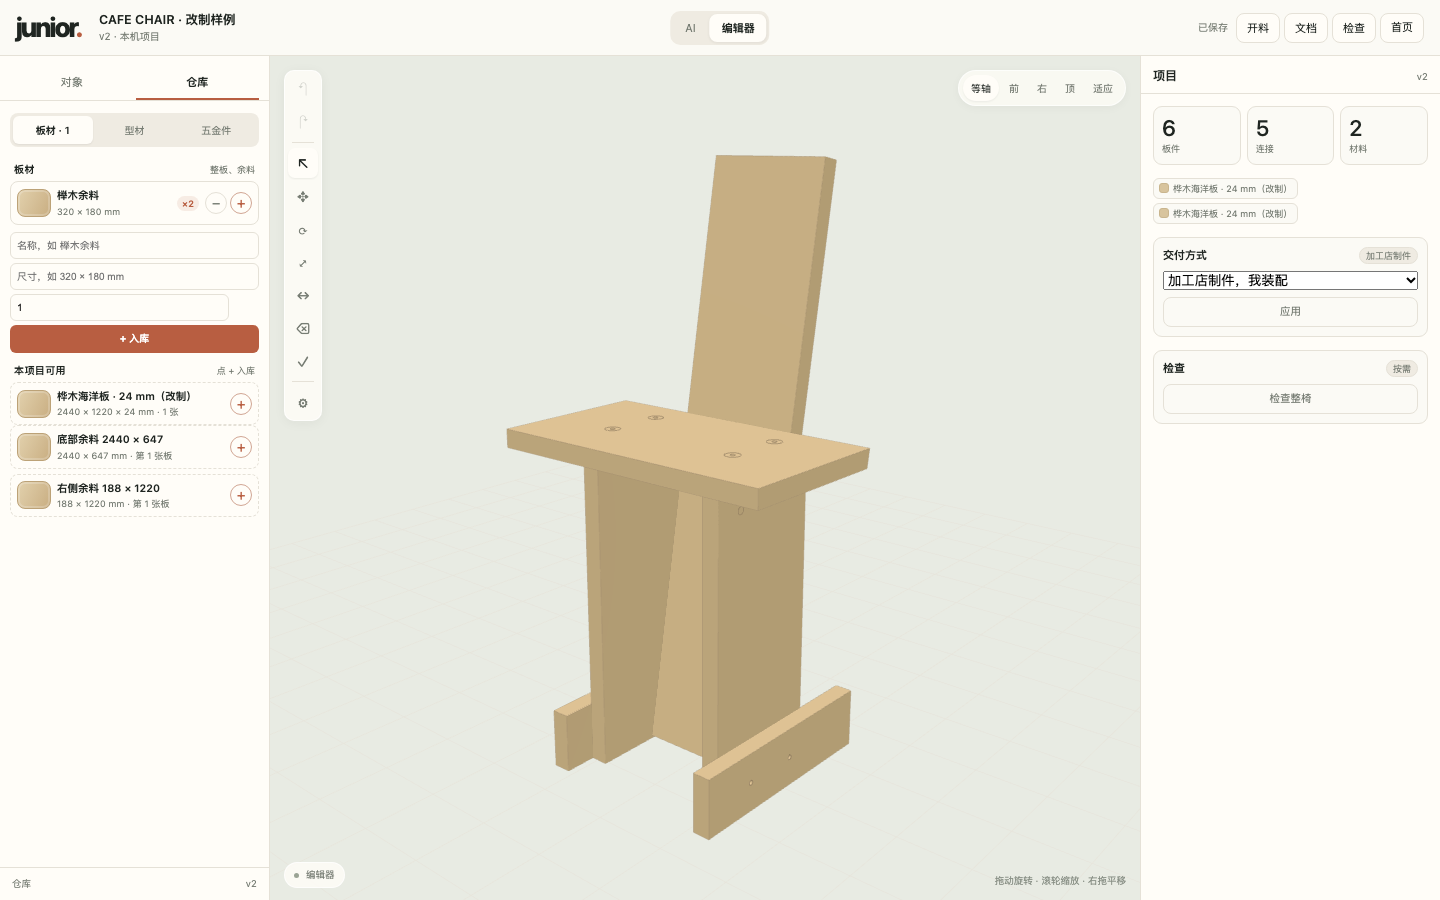 junior.
CAFE CHAIR · 改制样例
v2 · 本机项目
AI
编辑器
已保存
开料
文档
检查
首页
对象
仓库
板材 · 1
型材
五金件
板材
整板、余料
榉木余料
320 × 180 mm
×2
名称，如 榉木余料
尺寸，如 320 × 180 mm
1
+ 入库
本项目可用
点 + 入库
桦木海洋板 · 24 mm（改制）
2440 × 1220 × 24 mm · 1 张
底部余料 2440 × 647
2440 × 647 mm · 第 1 张板
右侧余料 188 × 1220
188 × 1220 mm · 第 1 张板
仓库
v2
等轴
前
右
顶
适应
编辑器
拖动旋转 · 滚轮缩放 · 右拖平移
项目
v2
6
板件
5
连接
2
材料
桦木海洋板 · 24 mm（改制）
桦木海洋板 · 24 mm（改制）
交付方式
加工店制件
加工店制件，我装配
应用
检查
按需
检查整椅